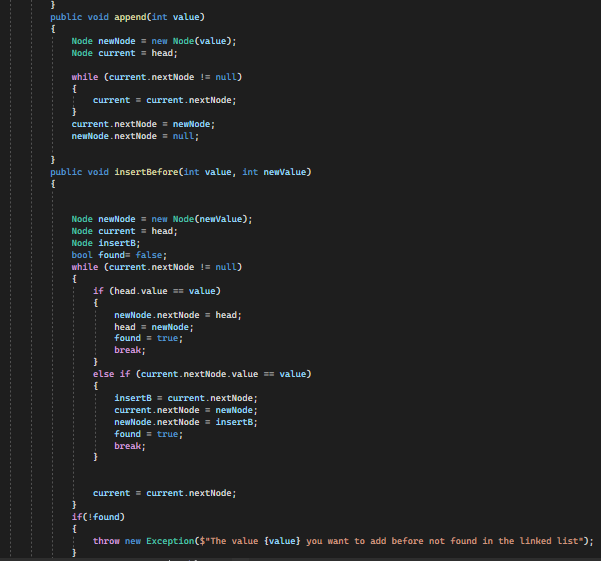 }
public void append(int value)
{
Node newNode = new Node(value);
Node current = head;
while (current.nextNode != null)
{
current = current.nextNode;
}
current.nextNode = newNode;
newNode.nextNode = null;
}
public void insertBefore(int value, int newValue)
{
Node newNode = new Node(newValue);
Node current = head;
Node insertB;
bool found= false;
while (current.nextNode != null)
{
if (head.value == value)
{
newNode.nextNode = head;
head = newNode;
found = true;
break;
}
else if (current.nextNode.value == value)
{
insertB = current.nextNode;
current.nextNode = newNode;
newNode.nextNode = insertB;
found = true;
break;
}
current = current.nextNode;
}
if(!found)
{
throw new Exception($"The value {value} you want to add before not found in the linked list");
}